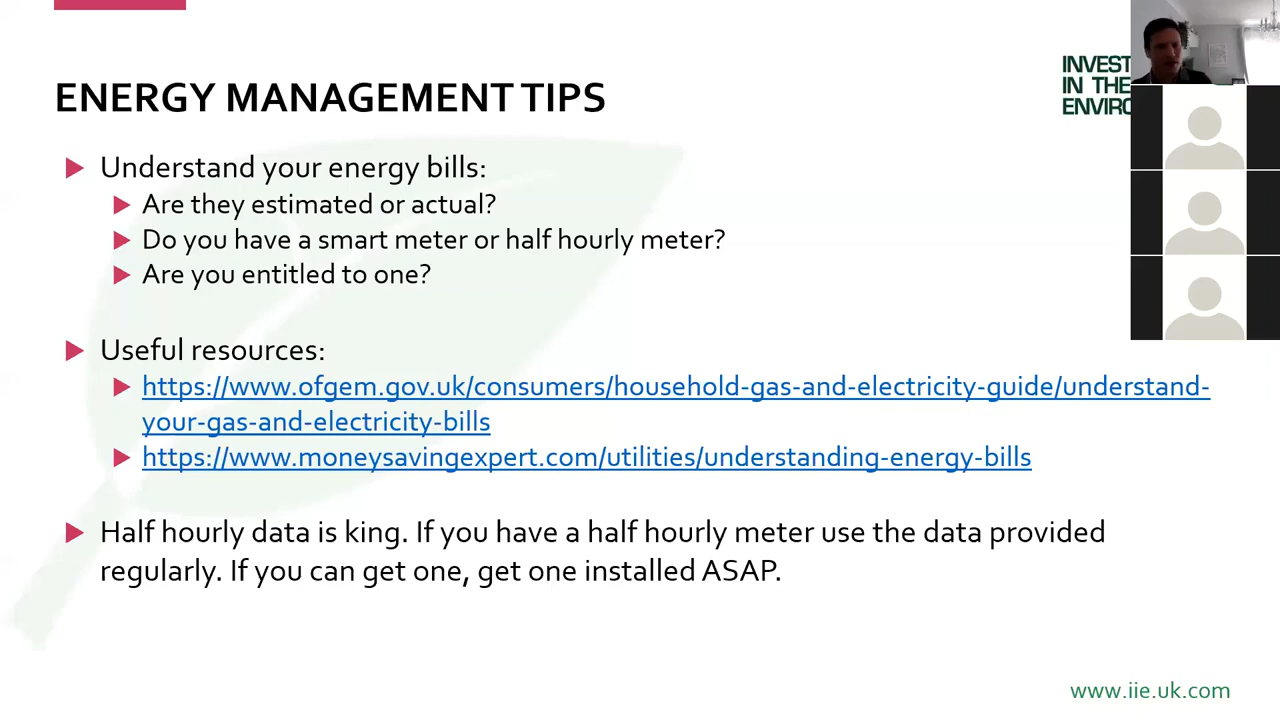 ENERGY MANAGEMENT TIPS
INVEST
IN THE
ENVIRO
Understand your energy bills:
Are they estimated or actual?
Do you have a smart meter or half hourly meter?
Are you entitled to one?
Useful resources:
https://www.ofgem.gov.uk/consumers/household-gas-and-electricity-guide/understand-
your-gas-and-electricity-bills
https://www.moneysavingexpert.com/utilities/understanding-energy-bills
Half hourly data is king. If you have a half hourly meter use the data provided
regularly. If you can get one, get one installed ASAP.
www.iie.uk.com